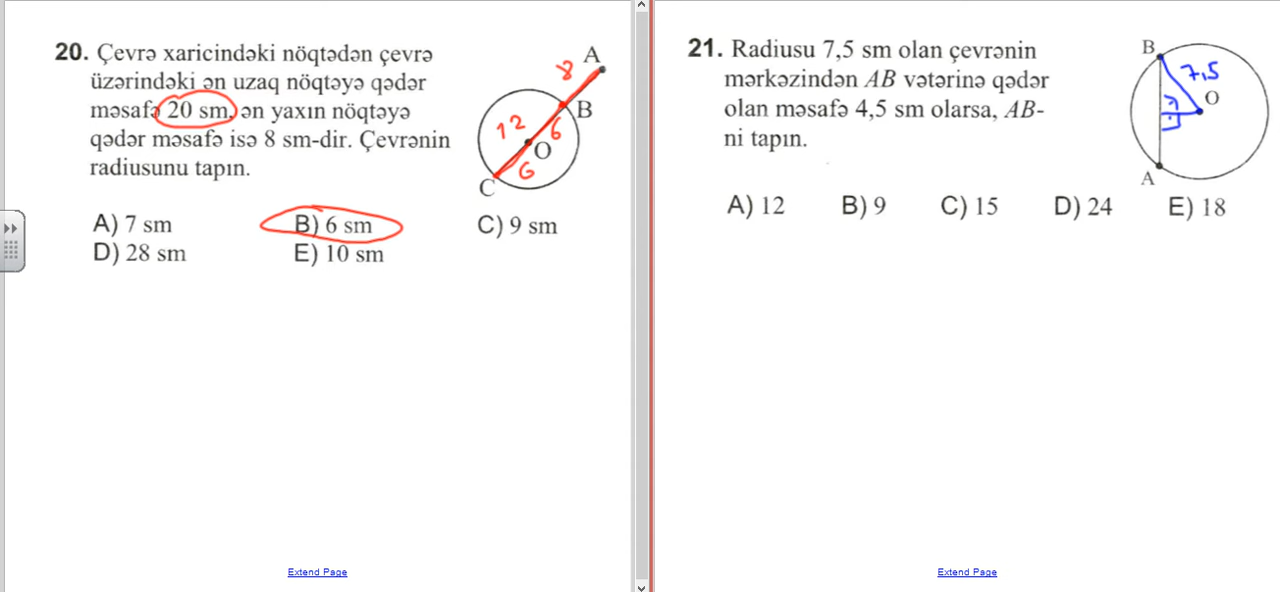 20. Çevrə xaricindəki nöqtədən çevrə
üzərindəki ən uzaq nöqtəyə qədər
məsafə 20 sm, ən yaxın nöqtəyə
qədər məsafə isə 8 sm-dir. Çevrənin
radiusunu tapın.
A) 7 sm B) 6 sm C) 9 sm
D) 28 sm E) 10 sm
A
8
B
12
6
O
6
C
Extend Page
21. Radiusu 7,5 sm olan çevrənin
mərkəzindən AB vətərinə qədər
olan məsafə 4,5 sm olarsa, AB-
ni tapın.
A) 12 B) 9 C) 15 D) 24 E) 18
B
7,5
O
A
Extend Page